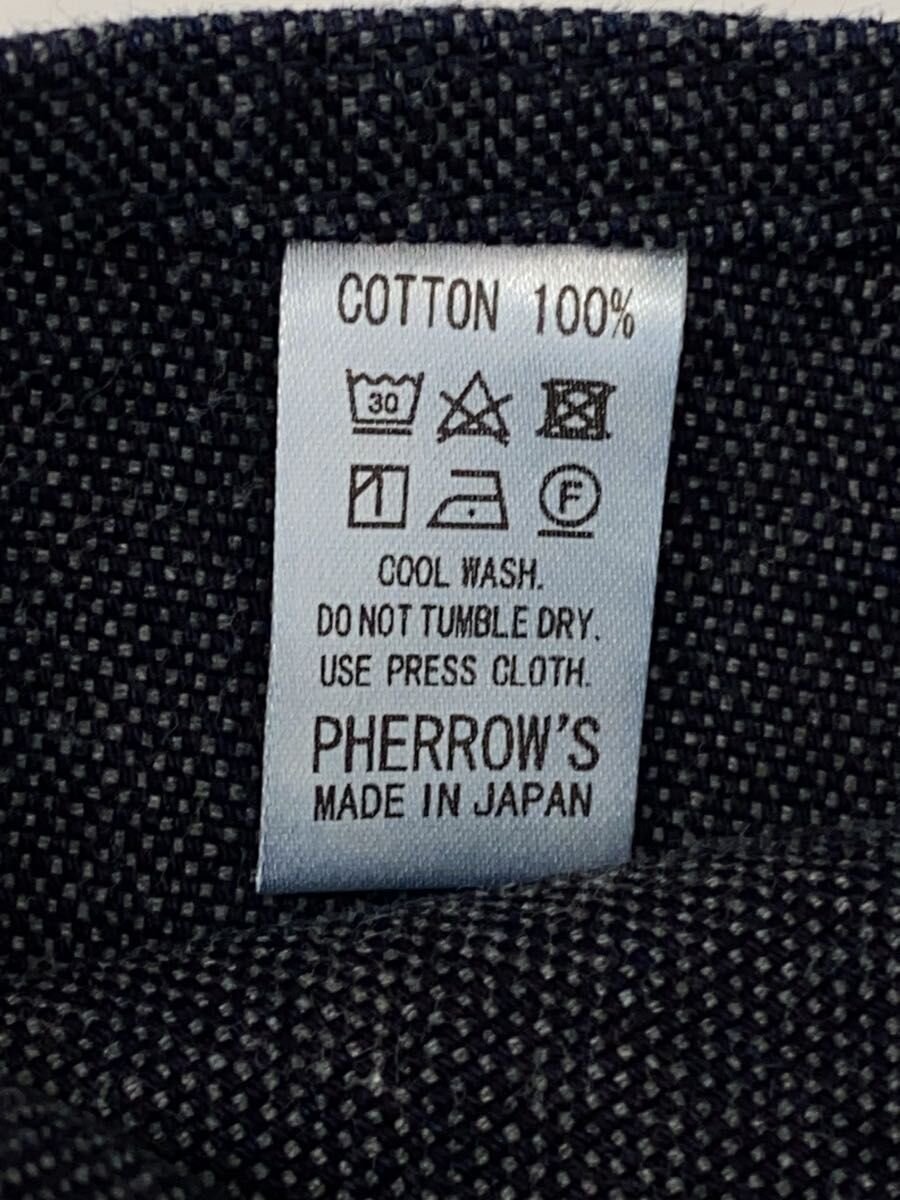 COTTON 100%
30
F
COOL WASH.
DO NOT TUMBLE DRY.
USE PRESS CLOTH.
PHERROW'S
MADE IN JAPAN